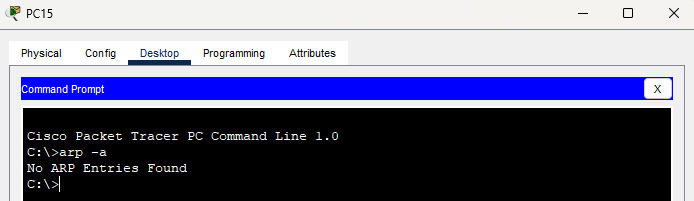 PC15
Physical Config Desktop Programming Attributes
Command Prompt X
Cisco Packet Tracer PC Command Line 1.0
C:\>arp -a
No ARP Entries Found
C:\>